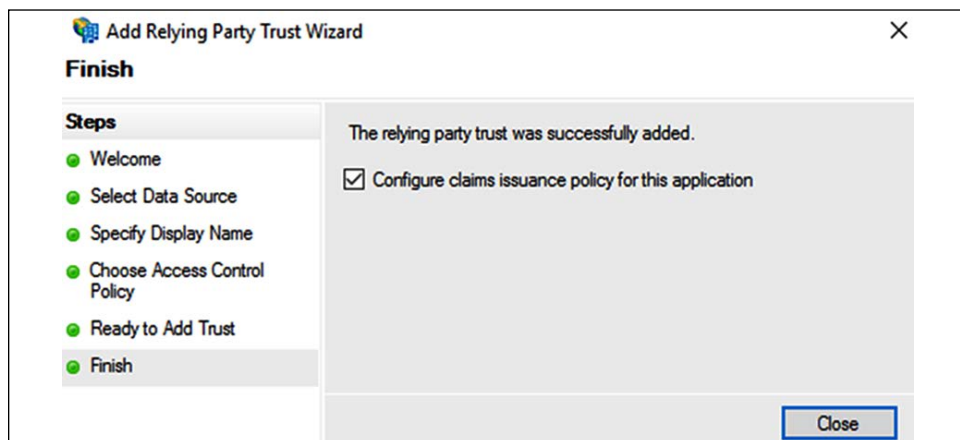 Add Relying Party Trust Wizard
Finish
Steps
Welcome
Select Data Source
Specify Display Name
Choose Access Control
Policy
Ready to Add Trust
Finish
The relying party trust was successfully added.
Configure claims issuance policy for this application
Close